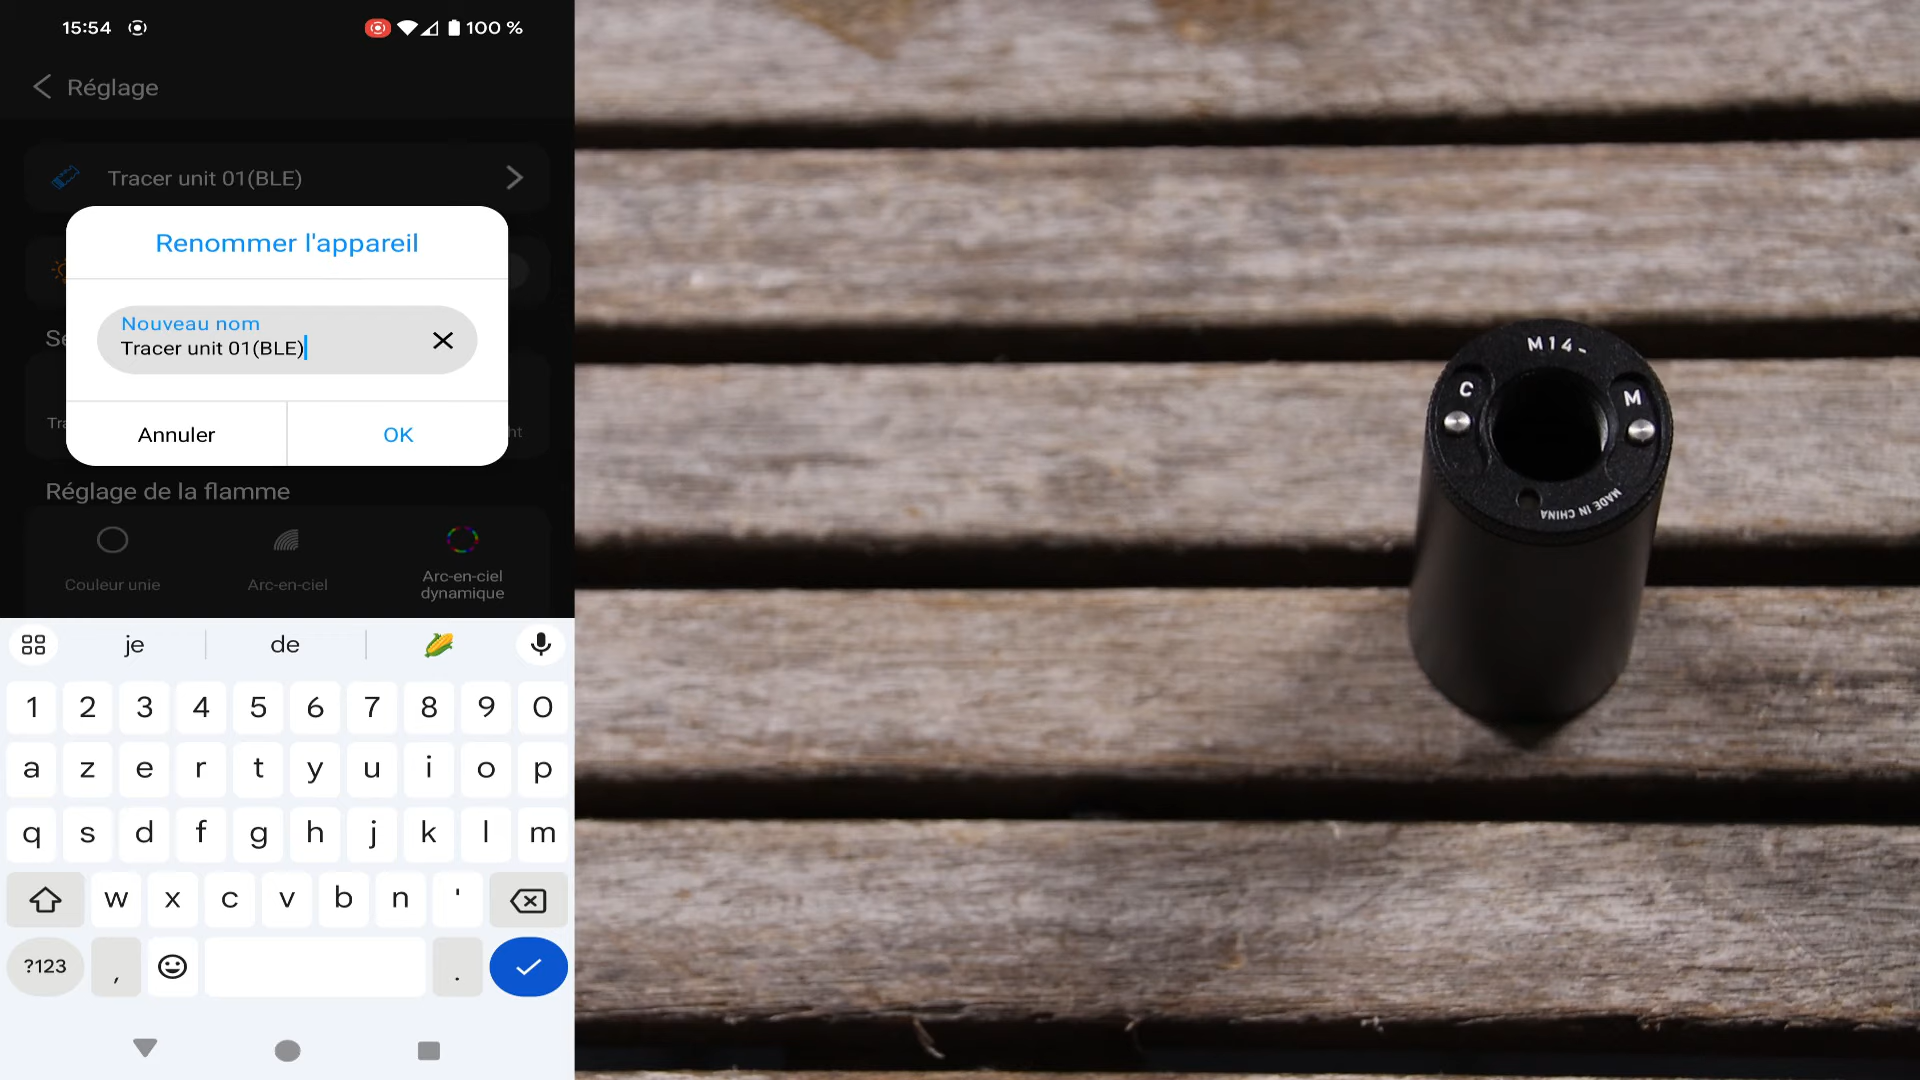 15:54
100 %
Réglage
Tracer unit 01(BLE)
Renommer l'appareil
Nouveau nom
Tracer unit 01(BLE)
Annuler
OK
Réglage de la flamme
Couleur unie
Arc-en-ciel
Arc-en-ciel
dynamique
je
de
1 2 3 4 5 6 7 8 9 0
a z e r t y u i o p
q s d f g h j k l m
w x c v b n '
?123 , .
M14-
C
M
MADE IN CHINA